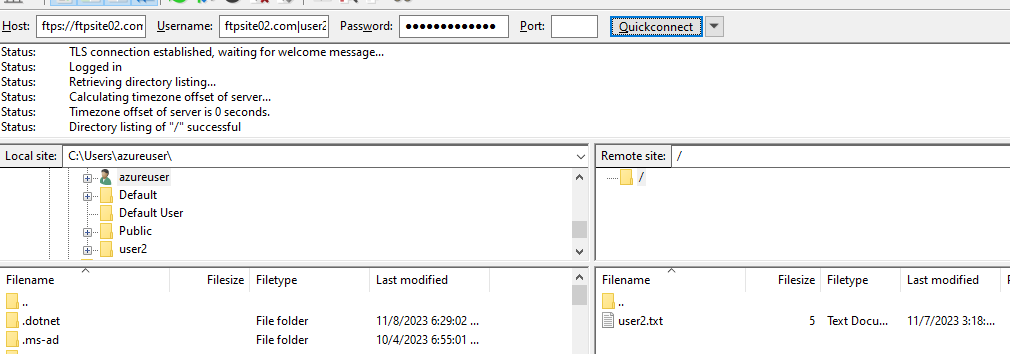 Host: ftps://ftpsite02.com Username: ftpsite02.com|user2 Password: ●●●●●●●●●●●●● Port: Quickconnect
Status: TLS connection established, waiting for welcome message...
Status: Logged in
Status: Retrieving directory listing...
Status: Calculating timezone offset of server...
Status: Timezone offset of server is 0 seconds.
Status: Directory listing of "/" successful
Local site: C:\Users\azureuser\
azureuser
Default
Default User
Public
user2
Remote site: /
/
Filename Filesize Filetype Last modified
..
.dotnet File folder 11/8/2023 6:29:02 ...
.ms-ad File folder 10/4/2023 6:55:01 ...
Filename Filesize Filetype Last modified
..
user2.txt 5 Text Docu... 11/7/2023 3:18:...